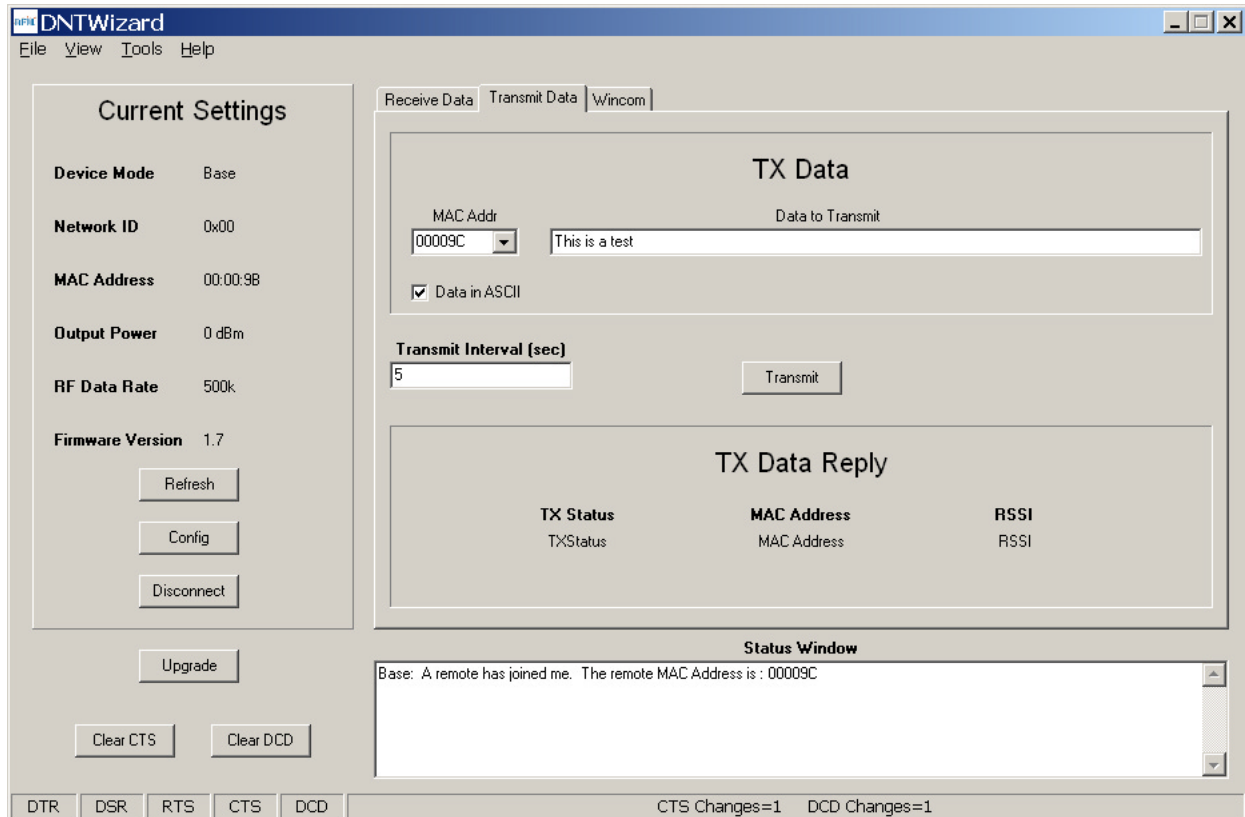 RFM DNTWizard
File View Tools Help
Current Settings
Device Mode Base
Network ID 0x00
MAC Address 00:00:9B
Output Power 0 dBm
RF Data Rate 500k
Firmware Version 1.7
Refresh
Config
Disconnect
Upgrade
Clear CTS Clear DCD
Receive Data Transmit Data Wincom
TX Data
MAC Addr Data to Transmit
00009C This is a test
Data in ASCII
Transmit Interval (sec)
5 Transmit
TX Data Reply
TX Status MAC Address RSSI
TXStatus MAC Address RSSI
Status Window
Base: A remote has joined me. The remote MAC Address is : 00009C
DTR DSR RTS CTS DCD CTS Changes=1 DCD Changes=1